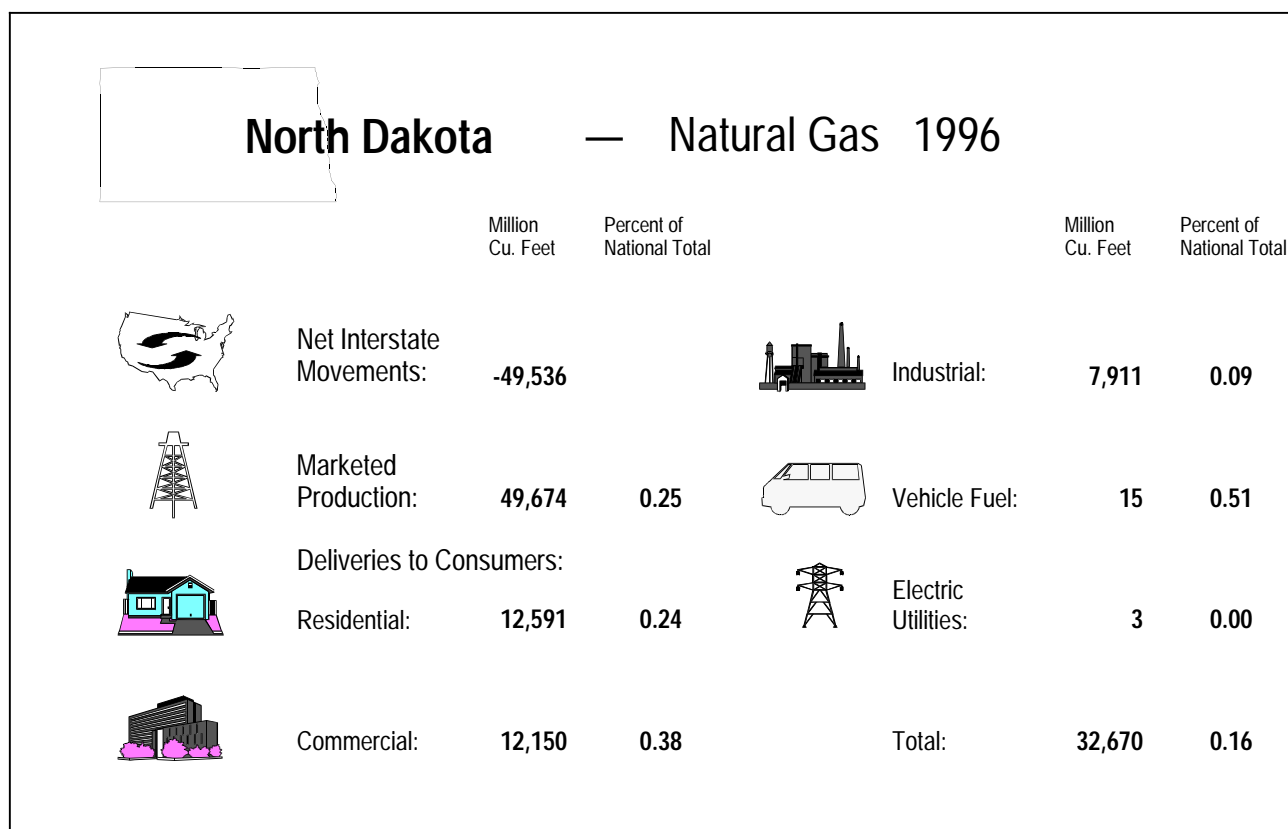 North Dakota — Natural Gas 1996
Million Cu. Feet
Percent of National Total
Million Cu. Feet
Percent of National Total
Net Interstate
Movements: -49,536
Marketed
Production: 49,674 0.25
Deliveries to Consumers:
Residential: 12,591 0.24
Commercial: 12,150 0.38
Industrial: 7,911 0.09
Vehicle Fuel: 15 0.51
Electric
Utilities: 3 0.00
Total: 32,670 0.16